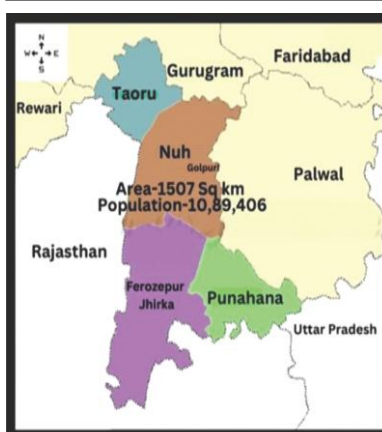 N
W E
S
Faridabad
Gurugram
Taoru
Rewari
Nuh
Golpuri
Palwal
Area-1507 Sq km
Population-10,89,406
Rajasthan
Ferozepur
Jhirka
Punahana
Uttar Pradesh